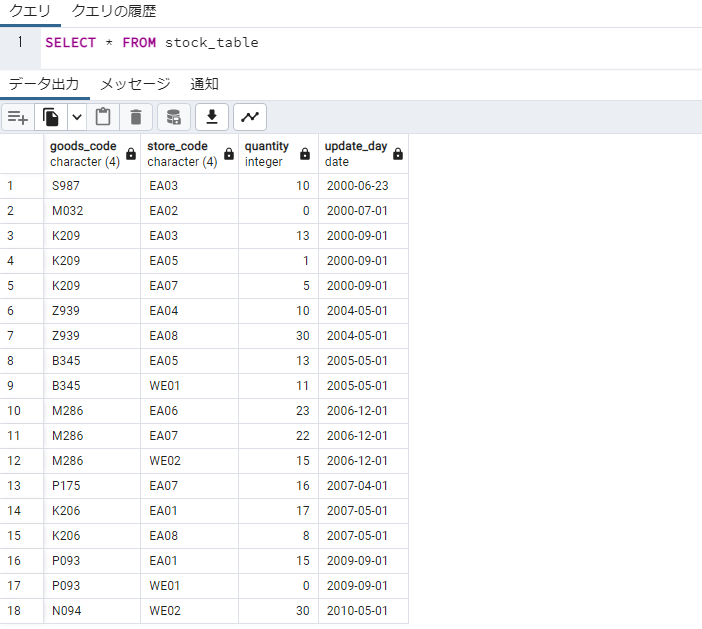 クエリ クエリの履歴
1 SELECT * FROM stock_table
データ出力 メッセージ 通知
goods_code store_code quantity update_day
character (4) character (4) integer date
1 S987 EA03 10 2000-06-23
2 M032 EA02 0 2000-07-01
3 K209 EA03 13 2000-09-01
4 K209 EA05 1 2000-09-01
5 K209 EA07 5 2000-09-01
6 Z939 EA04 10 2004-05-01
7 Z939 EA08 30 2004-05-01
8 B345 EA05 13 2005-05-01
9 B345 WE01 11 2005-05-01
10 M286 EA06 23 2006-12-01
11 M286 EA07 22 2006-12-01
12 M286 WE02 15 2006-12-01
13 P175 EA07 16 2007-04-01
14 K206 EA01 17 2007-05-01
15 K206 EA08 8 2007-05-01
16 P093 EA01 15 2009-09-01
17 P093 WE01 0 2009-09-01
18 N094 WE02 30 2010-05-01